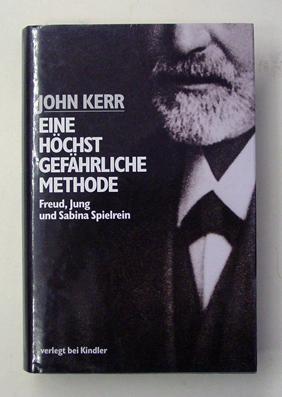 JOHN KERR
EINE
HÖCHST
GEFÄHRLICHE
METHODE
Freud, Jung
und Sabina Spielrein
verlegt bei Kindler